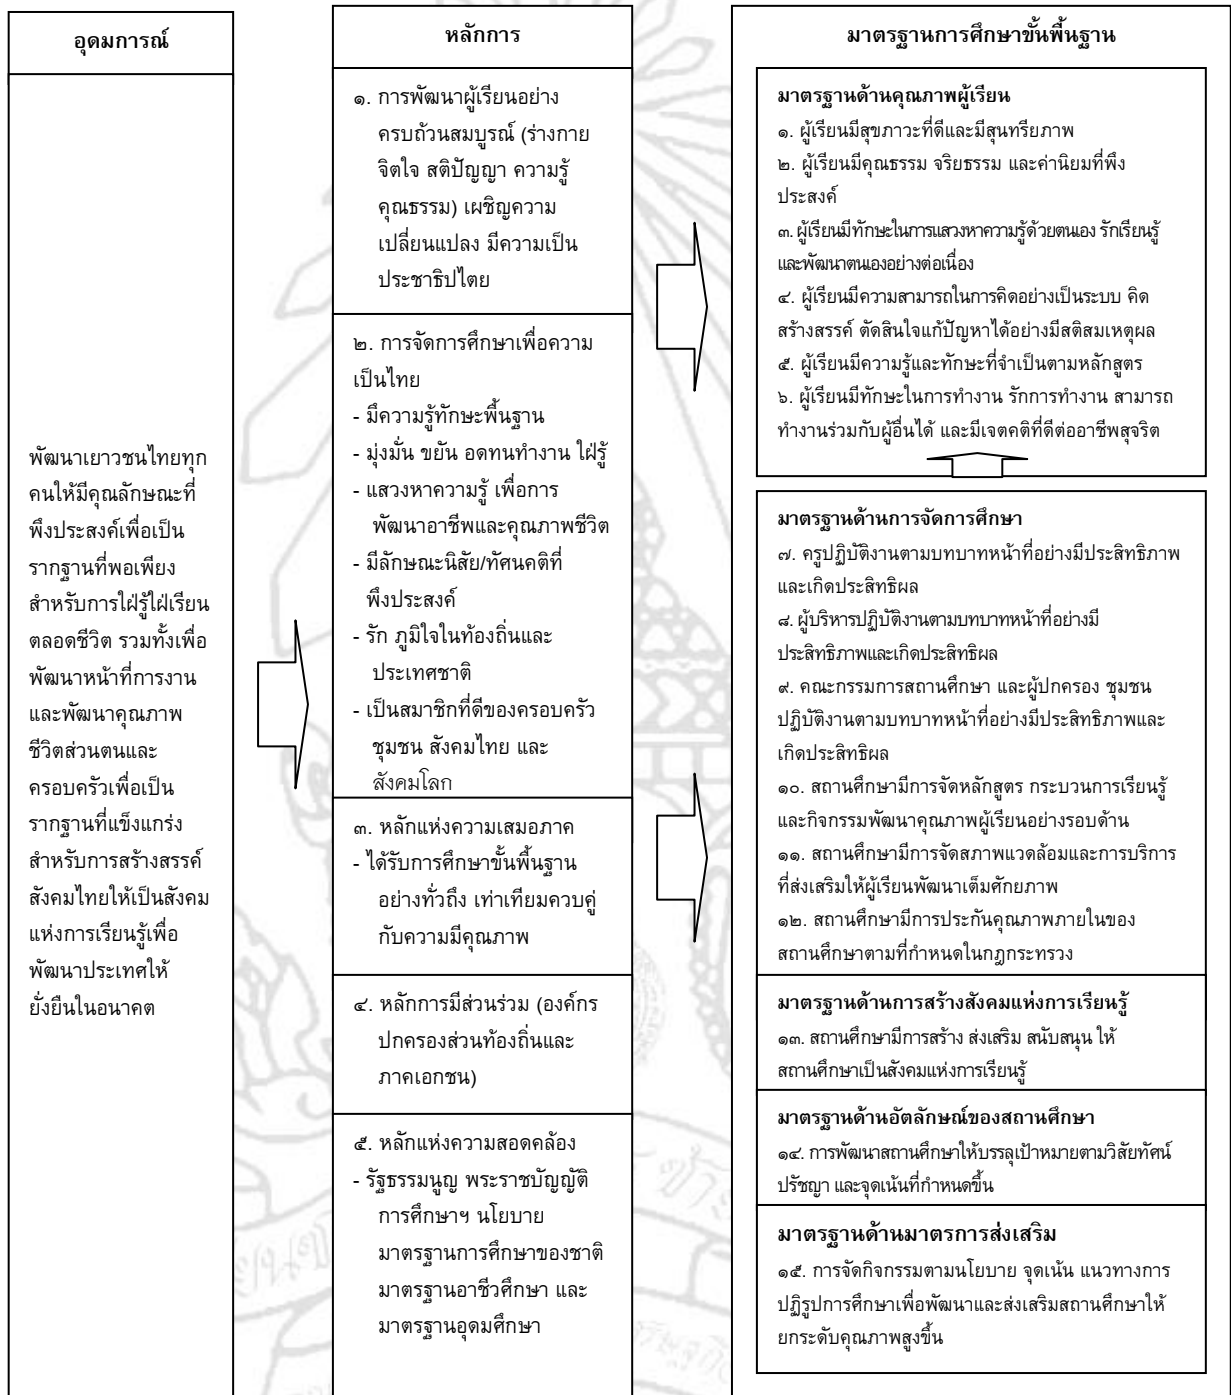 อุดมการณ์
พัฒนาเยาวชนไทยทุก
คนให้มีคุณลักษณะที่
พึงประสงค์เพื่อเป็น
รากฐานที่พอเพียง
สำหรับการใฝ่รู้ใฝ่เรียน
ตลอดชีวิต รวมทั้งเพื่อ
พัฒนาหน้าที่การงาน
และพัฒนาคุณภาพ
ชีวิตส่วนตนและ
ครอบครัวเพื่อเป็น
รากฐานที่แข็งแกร่ง
สำหรับการสร้างสรรค์
สังคมไทยให้เป็นสังคม
แห่งการเรียนรู้เพื่อ
พัฒนาประเทศให้
ยั่งยืนในอนาคต
หลักการ
๑. การพัฒนาผู้เรียนอย่าง
ครบถ้วนสมบูรณ์ (ร่างกาย
จิตใจ สติปัญญา ความรู้
คุณธรรม) เผชิญความ
เปลี่ยนแปลง มีความเป็น
ประชาธิปไตย
๒. การจัดการศึกษาเพื่อความ
เป็นไทย
- มีความรู้ทักษะพื้นฐาน
- มุ่งมั่น ขยัน อดทนทำงาน ใฝ่รู้
- แสวงหาความรู้ เพื่อการ
พัฒนาอาชีพและคุณภาพชีวิต
- มีลักษณะนิสัย/ทัศนคติที่
พึงประสงค์
- รัก ภูมิใจในท้องถิ่นและ
ประเทศชาติ
- เป็นสมาชิกที่ดีของครอบครัว
ชุมชน สังคมไทย และ
สังคมโลก
๓. หลักแห่งความเสมอภาค
- ได้รับการศึกษาขั้นพื้นฐาน
อย่างทั่วถึง เท่าเทียมควบคู่
กับความมีคุณภาพ
๔. หลักการมีส่วนร่วม (องค์กร
ปกครองส่วนท้องถิ่นและ
ภาคเอกชน)
๕. หลักแห่งความสอดคล้อง
- รัฐธรรมนูญ พระราชบัญญัติ
การศึกษาฯ นโยบาย
มาตรฐานการศึกษาของชาติ
มาตรฐานอาชีวศึกษา และ
มาตรฐานอุดมศึกษา
มาตรฐานการศึกษาขั้นพื้นฐาน
มาตรฐานด้านคุณภาพผู้เรียน
๑. ผู้เรียนมีสุขภาวะที่ดีและมีสุนทรียภาพ
๒. ผู้เรียนมีคุณธรรม จริยธรรม และค่านิยมที่พึง
ประสงค์
๓. ผู้เรียนมีทักษะในการแสวงหาความรู้ด้วยตนเอง รักเรียนรู้
และพัฒนาตนเองอย่างต่อเนื่อง
๔. ผู้เรียนมีความสามารถในการคิดอย่างเป็นระบบ คิด
สร้างสรรค์ ตัดสินใจแก้ปัญหาได้อย่างมีสติสมเหตุผล
๕. ผู้เรียนมีความรู้และทักษะที่จำเป็นตามหลักสูตร
๖. ผู้เรียนมีทักษะในการทำงาน รักการทำงาน สามารถ
ทำงานร่วมกับผู้อื่นได้ และมีเจตคติที่ดีต่ออาชีพสุจริต
มาตรฐานด้านการจัดการศึกษา
๗. ครูปฏิบัติงานตามบทบาทหน้าที่อย่างมีประสิทธิภาพ
และเกิดประสิทธิผล
๘. ผู้บริหารปฏิบัติงานตามบทบาทหน้าที่อย่างมี
ประสิทธิภาพและเกิดประสิทธิผล
๙. คณะกรรมการสถานศึกษา และผู้ปกครอง ชุมชน
ปฏิบัติงานตามบทบาทหน้าที่อย่างมีประสิทธิภาพและ
เกิดประสิทธิผล
๑๐. สถานศึกษามีการจัดหลักสูตร กระบวนการเรียนรู้
และกิจกรรมพัฒนาคุณภาพผู้เรียนอย่างรอบด้าน
๑๑. สถานศึกษามีการจัดสภาพแวดล้อมและการบริการ
ที่ส่งเสริมให้ผู้เรียนพัฒนาเต็มศักยภาพ
๑๒. สถานศึกษามีการประกันคุณภาพภายในของ
สถานศึกษาตามที่กำหนดในกฎกระทรวง
มาตรฐานด้านการสร้างสังคมแห่งการเรียนรู้
๑๓. สถานศึกษามีการสร้าง ส่งเสริม สนับสนุน ให้
สถานศึกษาเป็นสังคมแห่งการเรียนรู้
มาตรฐานด้านอัตลักษณ์ของสถานศึกษา
๑๔. การพัฒนาสถานศึกษาให้บรรลุเป้าหมายตามวิสัยทัศน์
ปรัชญา และจุดเน้นที่กำหนดขึ้น
มาตรฐานด้านมาตรการส่งเสริม
๑๕. การจัดกิจกรรมตามนโยบาย จุดเน้น แนวทางการ
ปฏิรูปการศึกษาเพื่อพัฒนาและส่งเสริมสถานศึกษาให้
ยกระดับคุณภาพสูงขึ้น